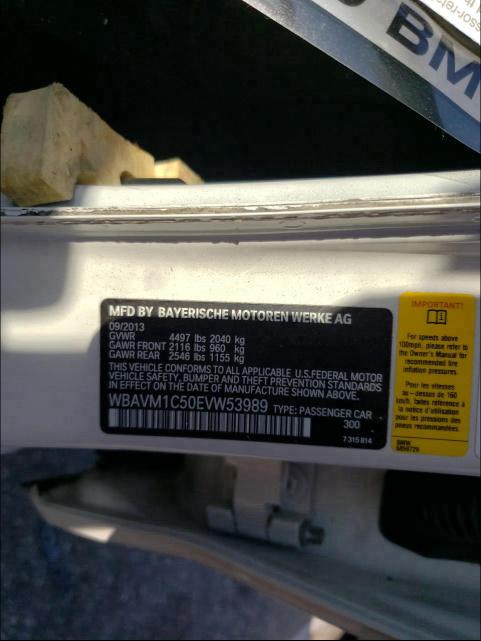 BM
MFD BY BAYERISCHE MOTOREN WERKE AG
09/2013
GVWR 4497 lbs 2040 kg
GAWR FRONT 2116 lbs 960 kg
GAWR REAR 2546 lbs 1155 kg
THIS VEHICLE CONFORMS TO ALL APPLICABLE U.S.FEDERAL MOTOR
VEHICLE SAFETY, BUMPER AND THEFT PREVENTION STANDARDS
IN EFFECT ON THE DATE OF MANUFACTURE SHOWN ABOVE.
WBAVM1C50EVW53989 TYPE: PASSENGER CAR
300
7 315 814
IMPORTANT!
For speeds above
100mph, please refer
to the Owner's Manual
for recommended tire
inflation pressures.
Pour les vitesses
au - dessus de 160
km/h, faites référence
à la notice d'utilisation
pour les pressions des
pneus recommandées.
BMW